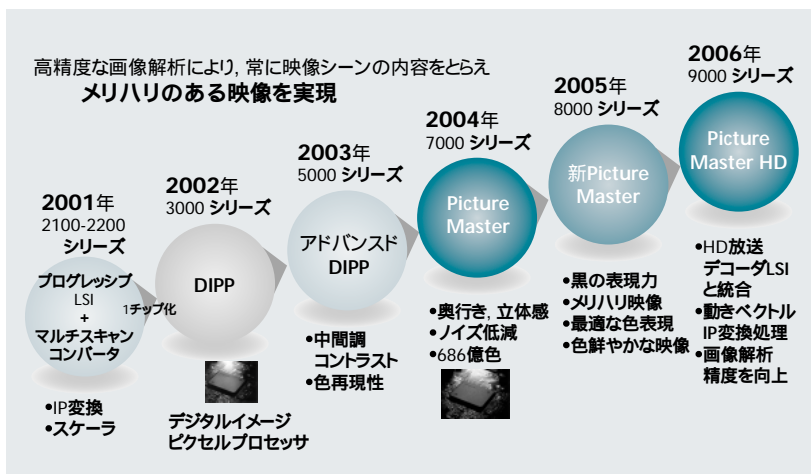 高精度な画像解析により, 常に映像シーンの内容をとらえ
メリハリのある映像を実現
2001年
2100-2200
シリーズ
プログレッシブ
LSI
+
マルチスキャン
コンバータ
•IP変換
•スケーラ
1チップ化
2002年
3000 シリーズ
DIPP
デジタルイメージ
ピクセルプロセッサ
2003年
5000 シリーズ
アドバンスド
DIPP
•中間調
コントラスト
•色再現性
2004年
7000 シリーズ
Picture
Master
•奥行き, 立体感
•ノイズ低減
•686億色
2005年
8000 シリーズ
新Picture
Master
•黒の表現力
•メリハリ映像
•最適な色表現
•色鮮やかな映像
2006年
9000 シリーズ
Picture
Master HD
•HD放送
デコーダLSI
と統合
•動きベクトル
IP変換処理
•画像解析
精度を向上